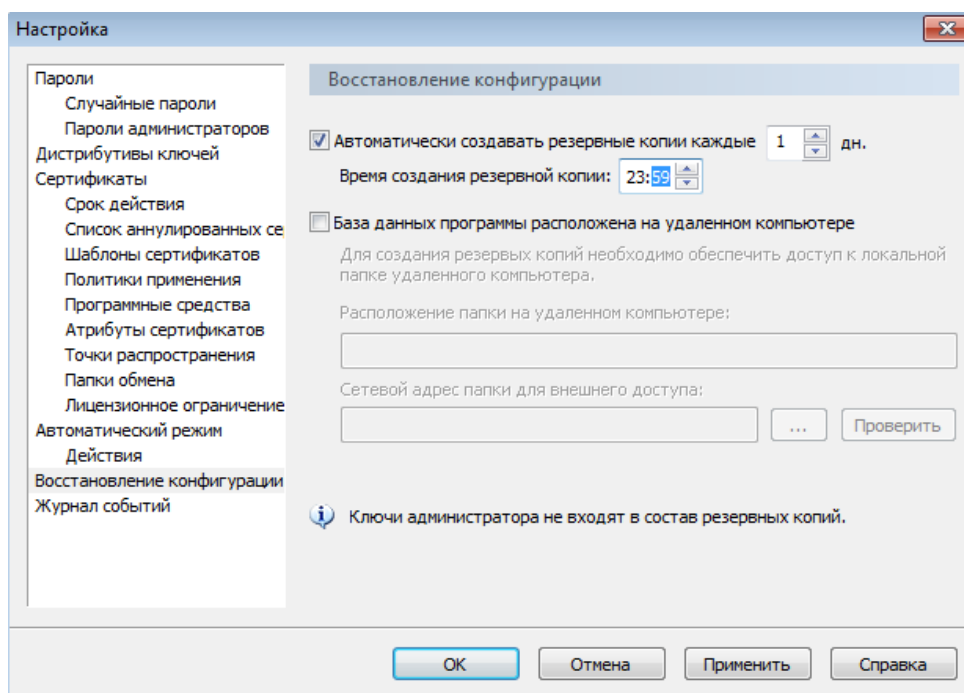 Настройка
Пароли
Случайные пароли
Пароли администраторов
Дистрибутивы ключей
Сертификаты
Срок действия
Список аннулированных се
Шаблоны сертификатов
Политики применения
Программные средства
Атрибуты сертификатов
Точки распространения
Папки обмена
Лицензионное ограничение
Автоматический режим
Действия
Восстановление конфигурации
Журнал событий
Восстановление конфигурации
Автоматически создавать резервные копии каждые 1 дн.
Время создания резервной копии: 23:59
База данных программы расположена на удаленном компьютере
Для создания резервых копий необходимо обеспечить доступ к локальной
папке удаленного компьютера.
Расположение папки на удаленном компьютере:
Сетевой адрес папки для внешнего доступа:
... Проверить
Ключи администратора не входят в состав резервных копий.
ОК Отмена Применить Справка